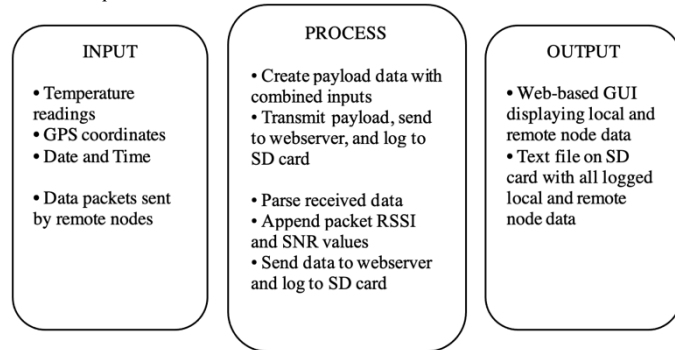 INPUT
• Temperature
readings
• GPS coordinates
• Date and Time
• Data packets sent
by remote nodes
PROCESS
• Create payload data with
combined inputs
• Transmit payload, send
to webserver, and log to
SD card
• Parse received data
• Append packet RSSI
and SNR values
• Send data to webserver
and log to SD card
OUTPUT
• Web-based GUI
displaying local and
remote node data
• Text file on SD
card with all logged
local and remote
node data